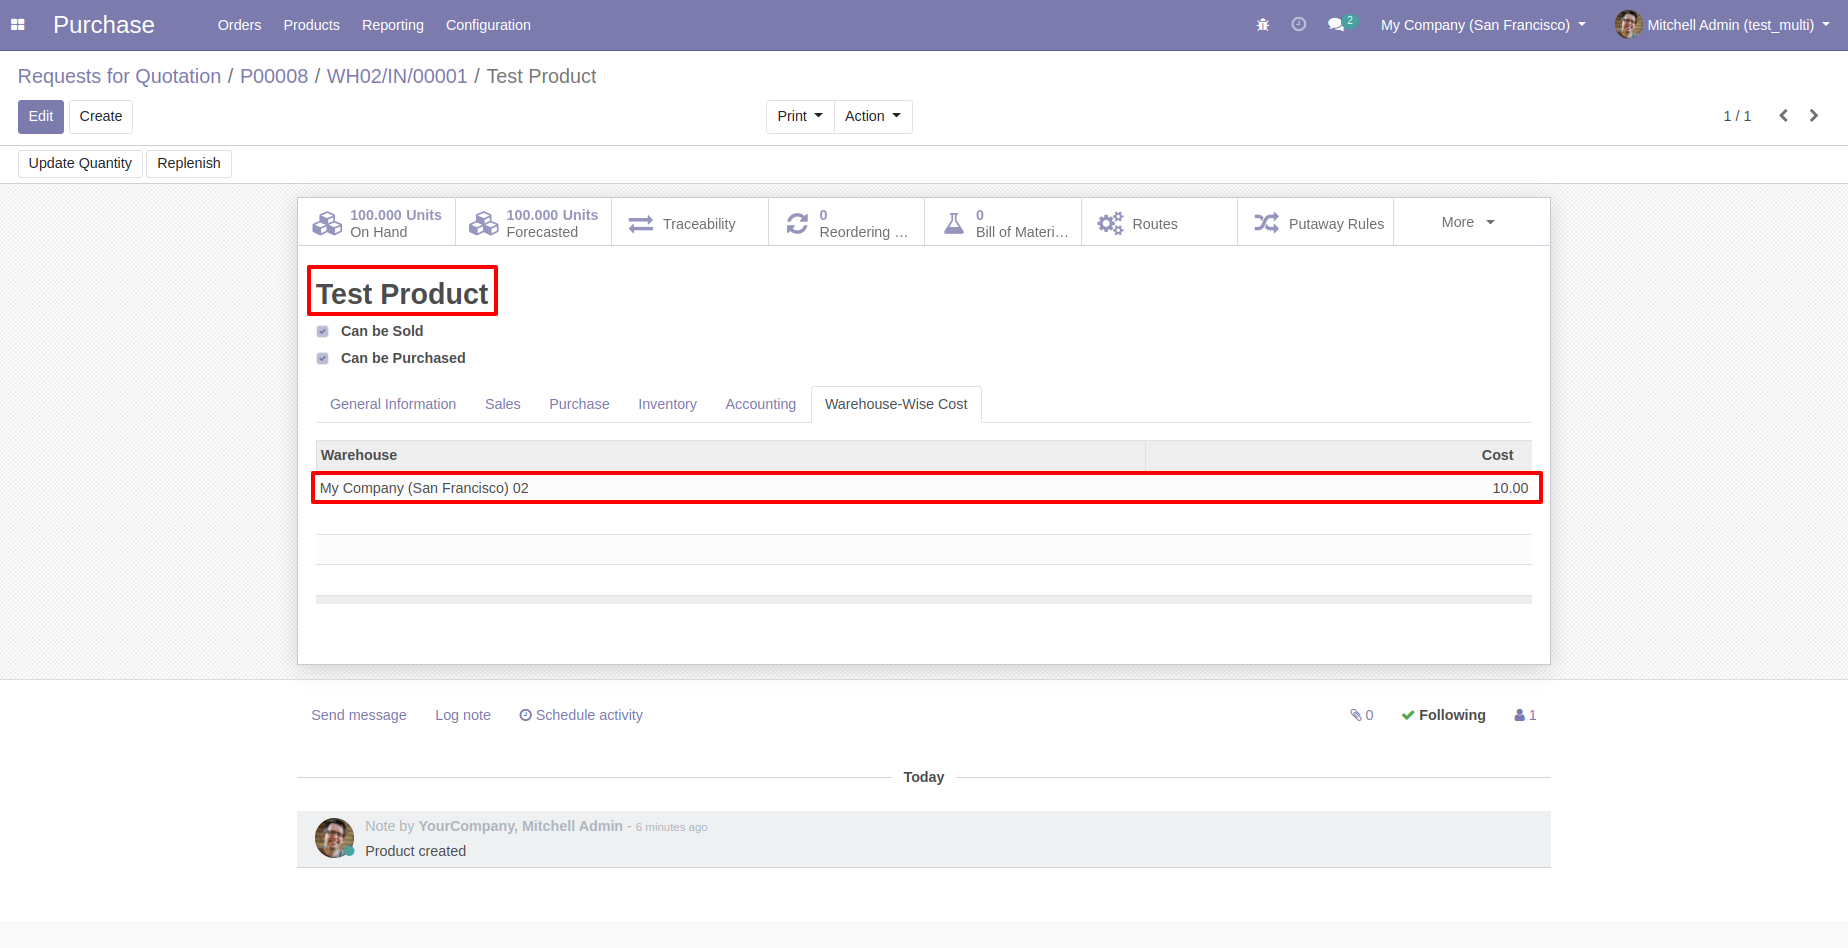 Purchase Orders Products Reporting Configuration 2 My Company (San Francisco) Mitchell Admin (test_multi)
Requests for Quotation / P00008 / WH02/IN/00001 / Test Product
Edit Create Print Action 1 / 1
Update Quantity Replenish
100.000 Units On Hand
100.000 Units Forecasted
Traceability
0 Reordering ...
0 Bill of Materi...
Routes
Putaway Rules
More
Test Product
Can be Sold
Can be Purchased
General Information Sales Purchase Inventory Accounting Warehouse-Wise Cost
Warehouse Cost
My Company (San Francisco) 02 10.00
Send message Log note Schedule activity 0 Following 1
Today
Note by YourCompany, Mitchell Admin - 6 minutes ago
Product created